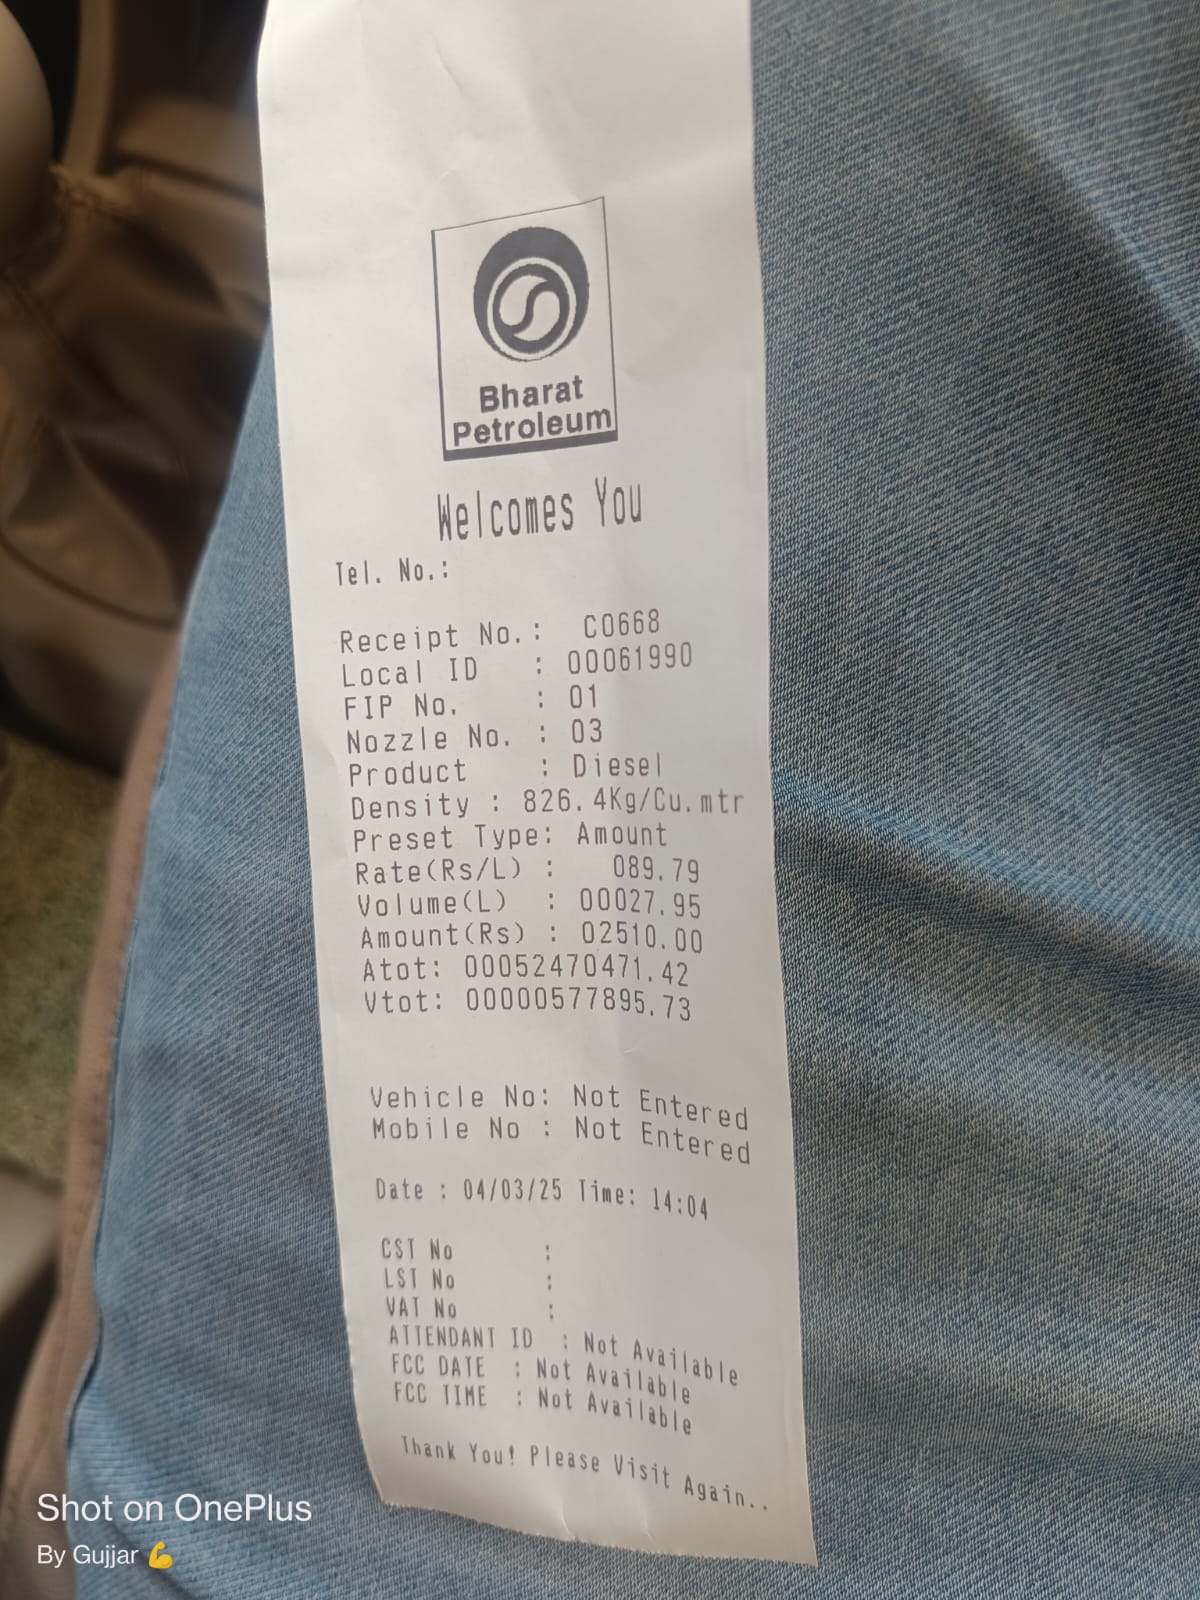 Bharat
Petroleum
Welcomes You
Tel. No.:
Receipt No.: C0668
Local ID : 00061990
FIP No. : 01
Nozzle No. : 03
Product : Diesel
Density : 826.4Kg/Cu.mtr
Preset Type: Amount
Rate(Rs/L) : 089.79
Volume(L) : 00027.95
Amount(Rs) : 02510.00
Atot: 00052470471.42
Vtot: 00000577895.73
Vehicle No: Not Entered
Mobile No : Not Entered
Date : 04/03/25 Time: 14:04
CST No :
LST No :
VAT No :
ATTENDANT ID : Not Available
FCC DATE : Not Available
FCC TIME : Not Available
Thank You! Please Visit Again..
Shot on OnePlus
By Gujjar 💪